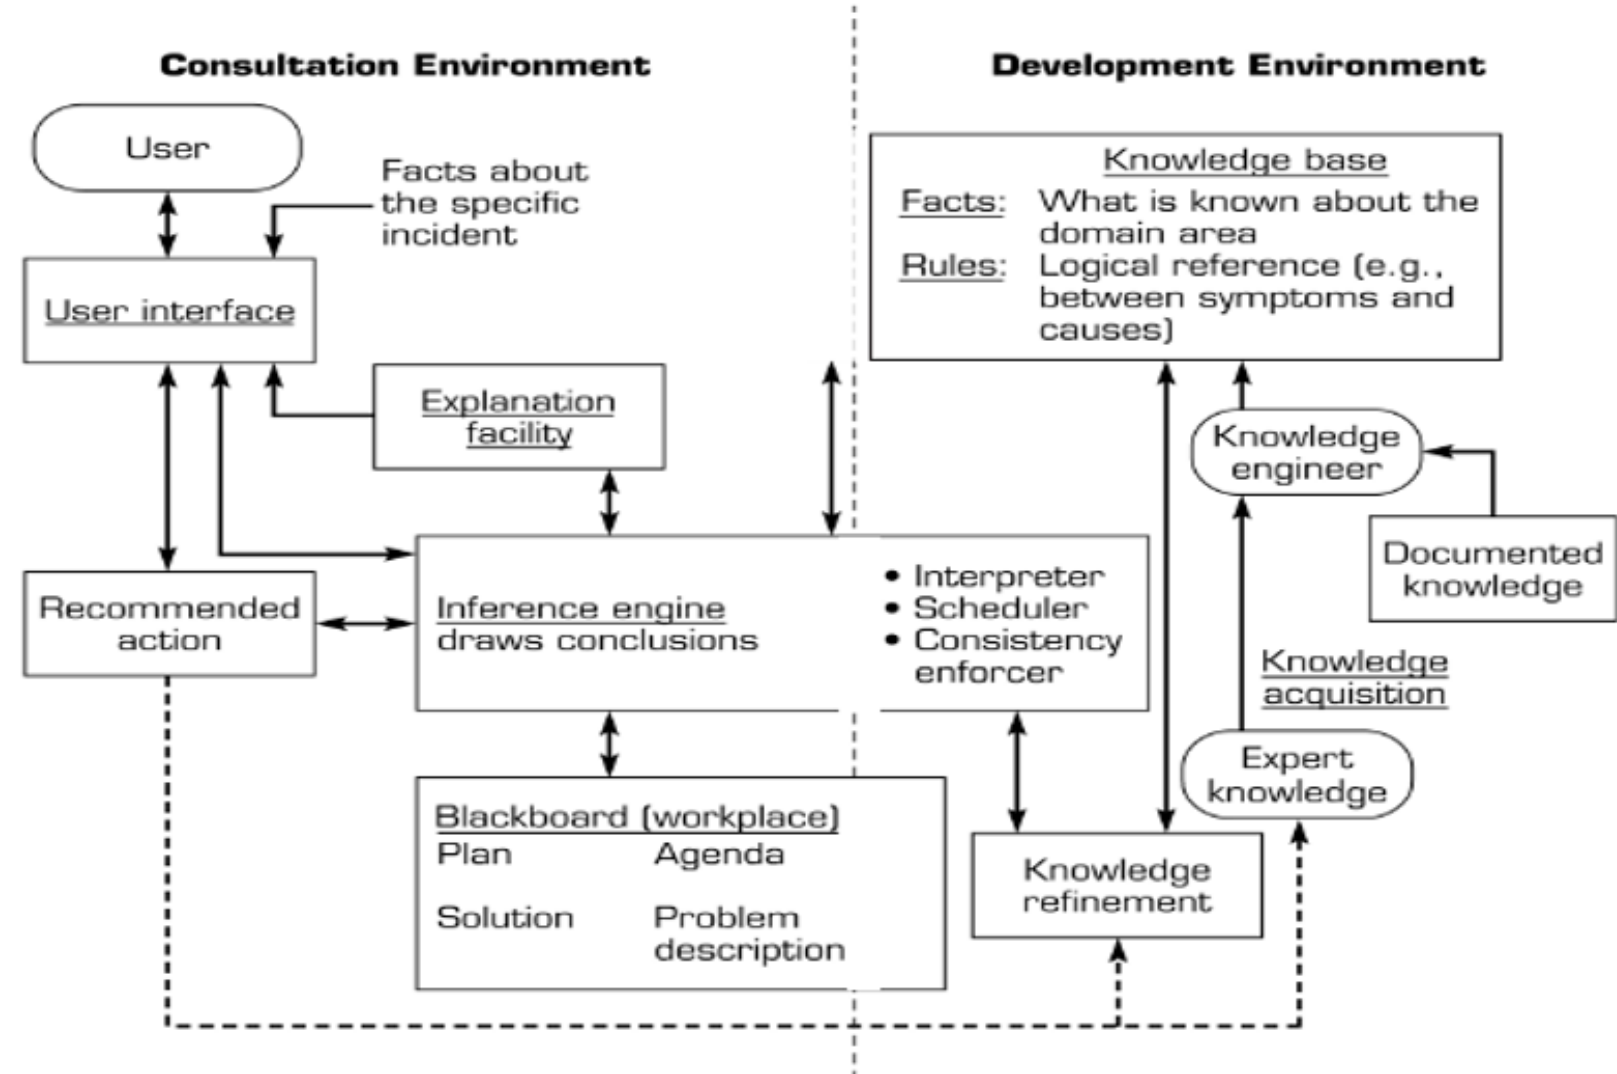 Consultation Environment
Development Environment
User
Facts about
the specific
incident
User interface
Explanation
facility
Recommended
action
Inference engine
draws conclusions
• Interpreter
• Scheduler
• Consistency
enforcer
Blackboard (workplace)
Plan Agenda
Solution Problem
description
Knowledge base
Facts: What is known about the
domain area
Rules: Logical reference (e.g.,
between symptoms and
causes)
Knowledge
engineer
Documented
knowledge
Knowledge
acquisition
Expert
knowledge
Knowledge
refinement